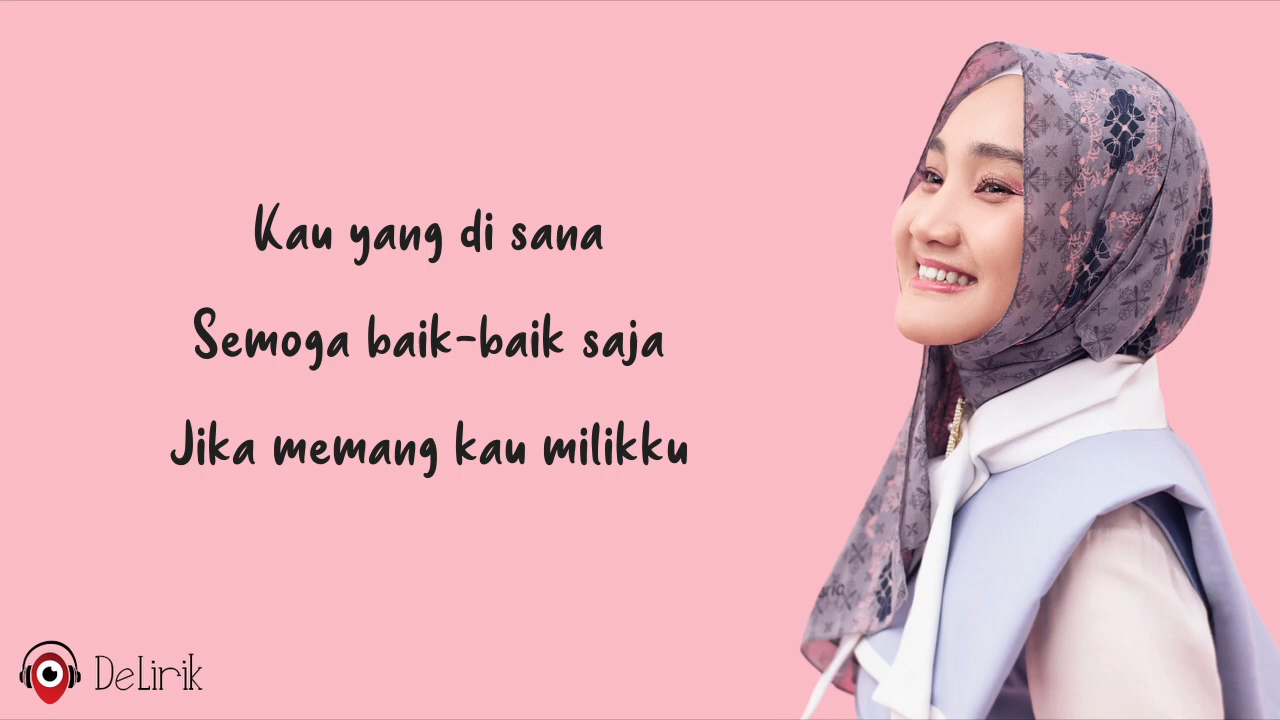 Kau yang di sana
Semoga baik-baik saja
Jika memang kau milikku
DeLirik